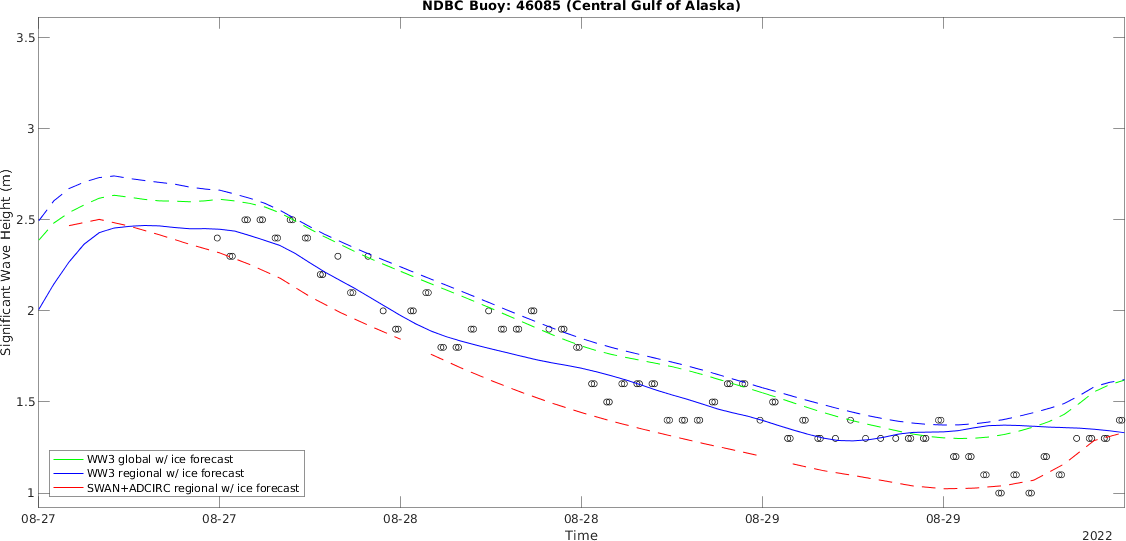 NDBC Buoy: 46085 (Central Gulf of Alaska)
3.5
3
2.5
2
1.5
1
Significant Wave Height (m)
WW3 global w/ ice forecast
WW3 regional w/ ice forecast
SWAN+ADCIRC regional w/ ice forecast
08-27 08-27 08-28 08-28 08-29 08-29
Time
2022